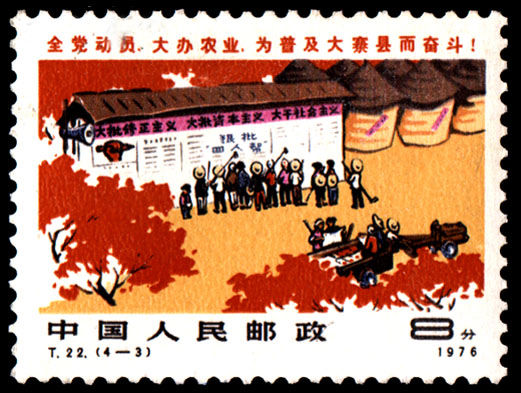 全党动员、大办农业,为普及大寨县而奋斗!
大批修正主义 大批资本主义 大干社会主义
狠批
四人帮
中国人民邮政 8分
T.22.(4—3) 1976